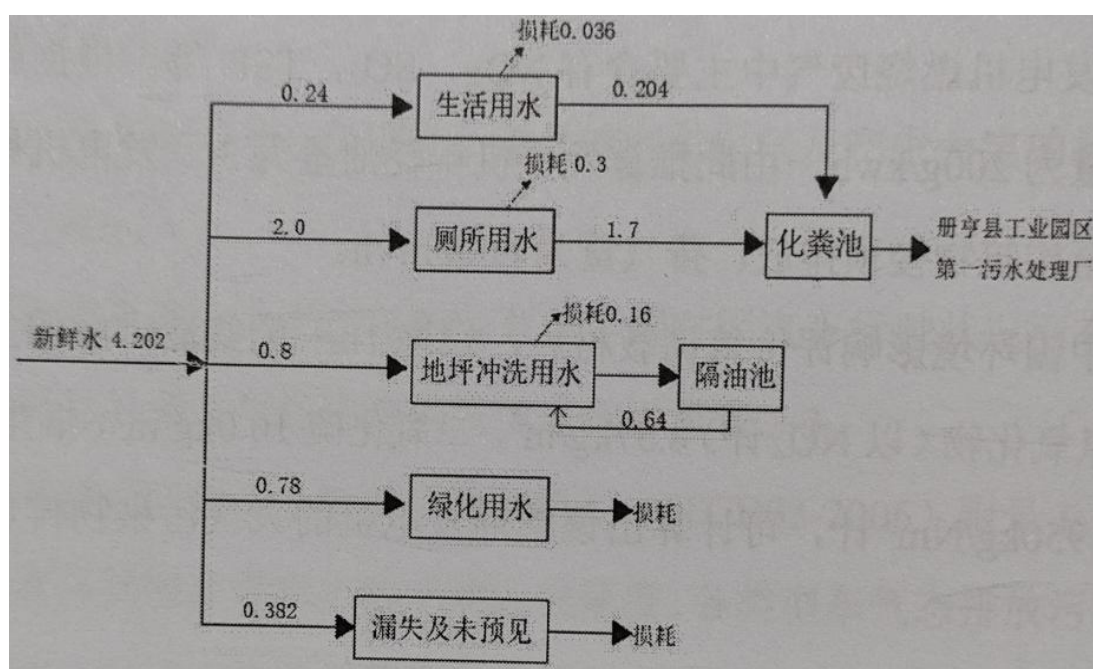 损耗0.036
0.24
生活用水
0.204
损耗0.3
2.0
厕所用水
1.7
化粪池
册亨县工业园区
第一污水处理厂
新鲜水 4.202
损耗0.16
0.8
地坪冲洗用水
隔油池
0.64
0.78
绿化用水
损耗
0.382
漏失及未预见
损耗